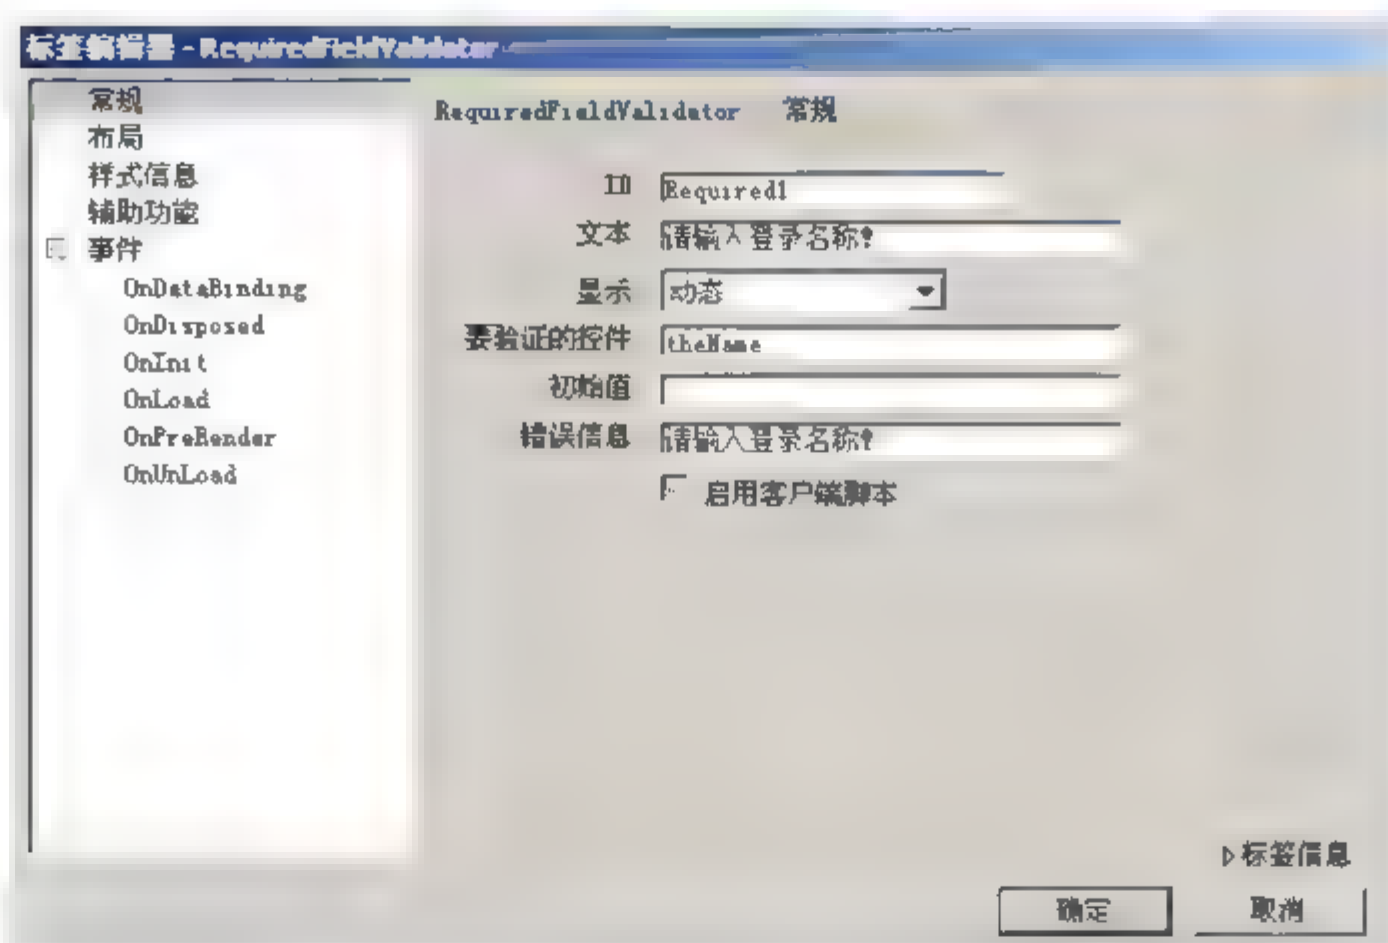 标签编辑器 - RequiredFieldValidator
常规
布局
样式信息
辅助功能
事件
OnDataBinding
OnDisposed
OnInit
OnLoad
OnPreRender
OnUnLoad
RequiredFieldValidator 常规
ID Required1
文本 请输入登录名称!
显示 动态
要验证的控件 theName
初始值
错误信息 请输入登录名称!
启用客户端脚本
标签信息
确定 取消